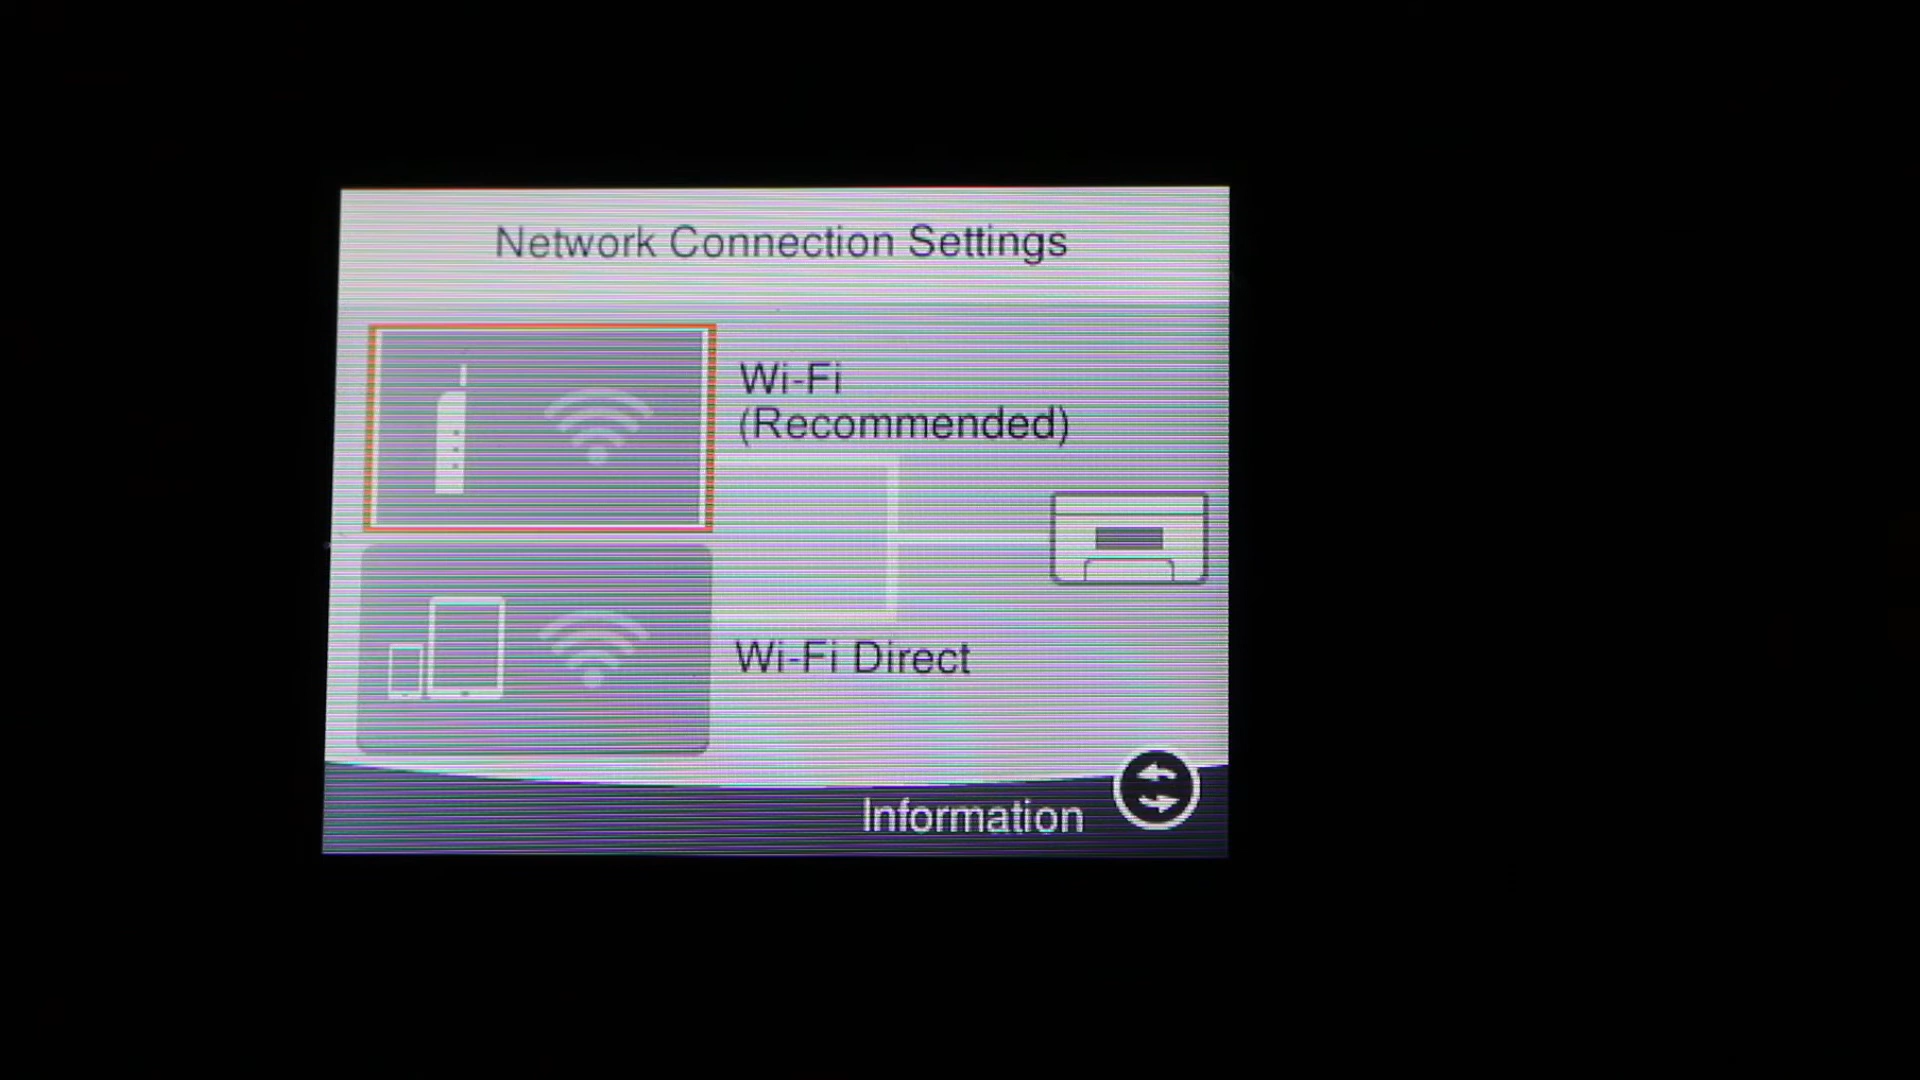 Network Connection Settings
Wi-Fi
(Recommended)
Wi-Fi Direct
Information